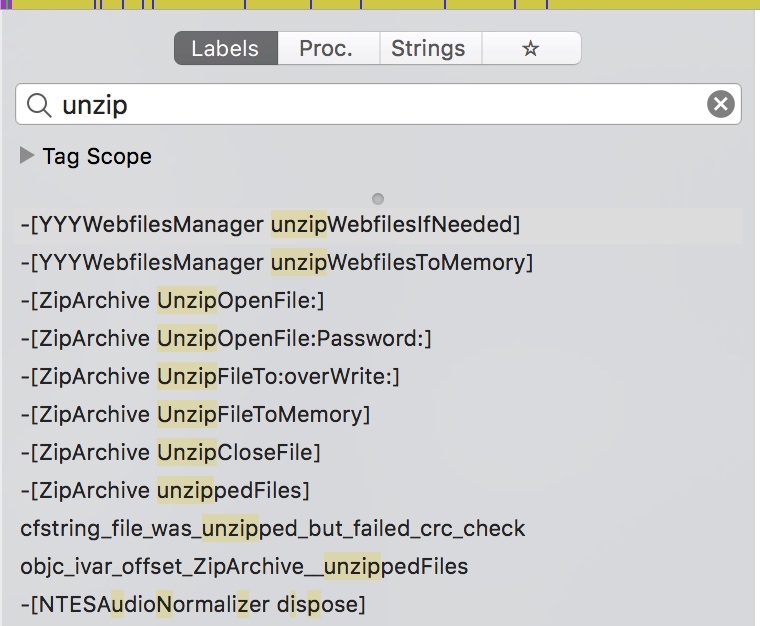 Labels Proc. Strings ☆
unzip
Tag Scope
-[YYYWebfilesManager unzipWebfilesIfNeeded]
-[YYYWebfilesManager unzipWebfilesToMemory]
-[ZipArchive UnzipOpenFile:]
-[ZipArchive UnzipOpenFile:Password:]
-[ZipArchive UnzipFileTo:overWrite:]
-[ZipArchive UnzipFileToMemory]
-[ZipArchive UnzipCloseFile]
-[ZipArchive unzippedFiles]
cfstring_file_was_unzipped_but_failed_crc_check
objc_ivar_offset_ZipArchive__unzippedFiles
-[NTESAudioNormalizer dispose]